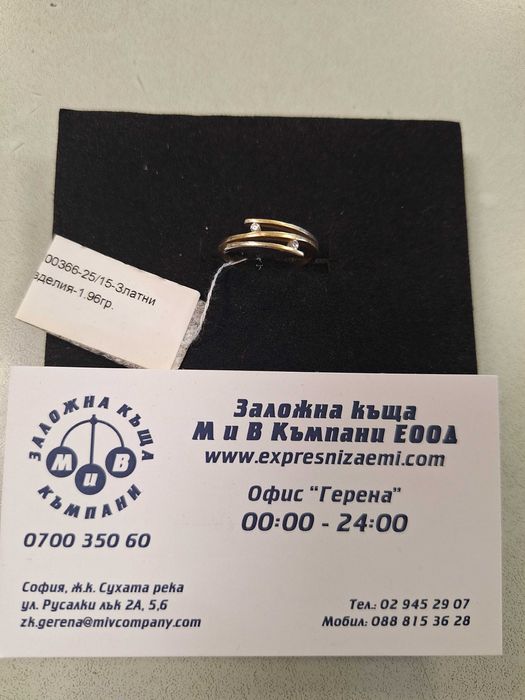 00366-25/15-Златни
зделия-1.96гр.
ЗАЛОЖНА КЪЩА
М и В
КЪМПАНИ
0700 350 60
Заложна къща
М и В Къмпани ЕООД
www.expresnizaemi.com
Офис "Герена"
00:00 - 24:00
София, ж.к. Сухата река
ул. Русалки лък 2А, 5,6
zk.gerena@mivcompany.com
Тел.: 02 945 29 07
Мобил: 088 815 36 28